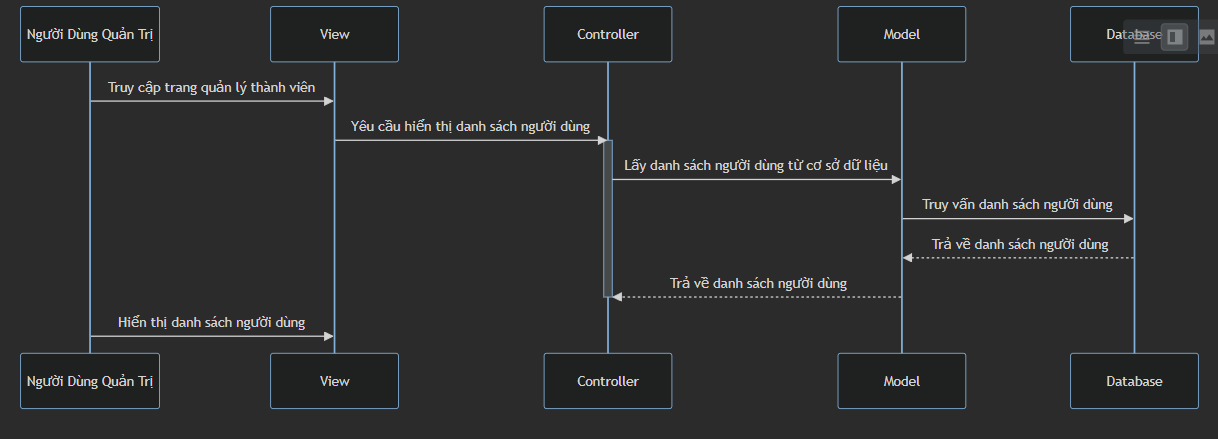 Người Dùng Quản Trị
View
Controller
Model
Database
Truy cập trang quản lý thành viên
Yêu cầu hiển thị danh sách người dùng
Lấy danh sách người dùng từ cơ sở dữ liệu
Truy vấn danh sách người dùng
Trả về danh sách người dùng
Trả về danh sách người dùng
Hiển thị danh sách người dùng
Người Dùng Quản Trị
View
Controller
Model
Database